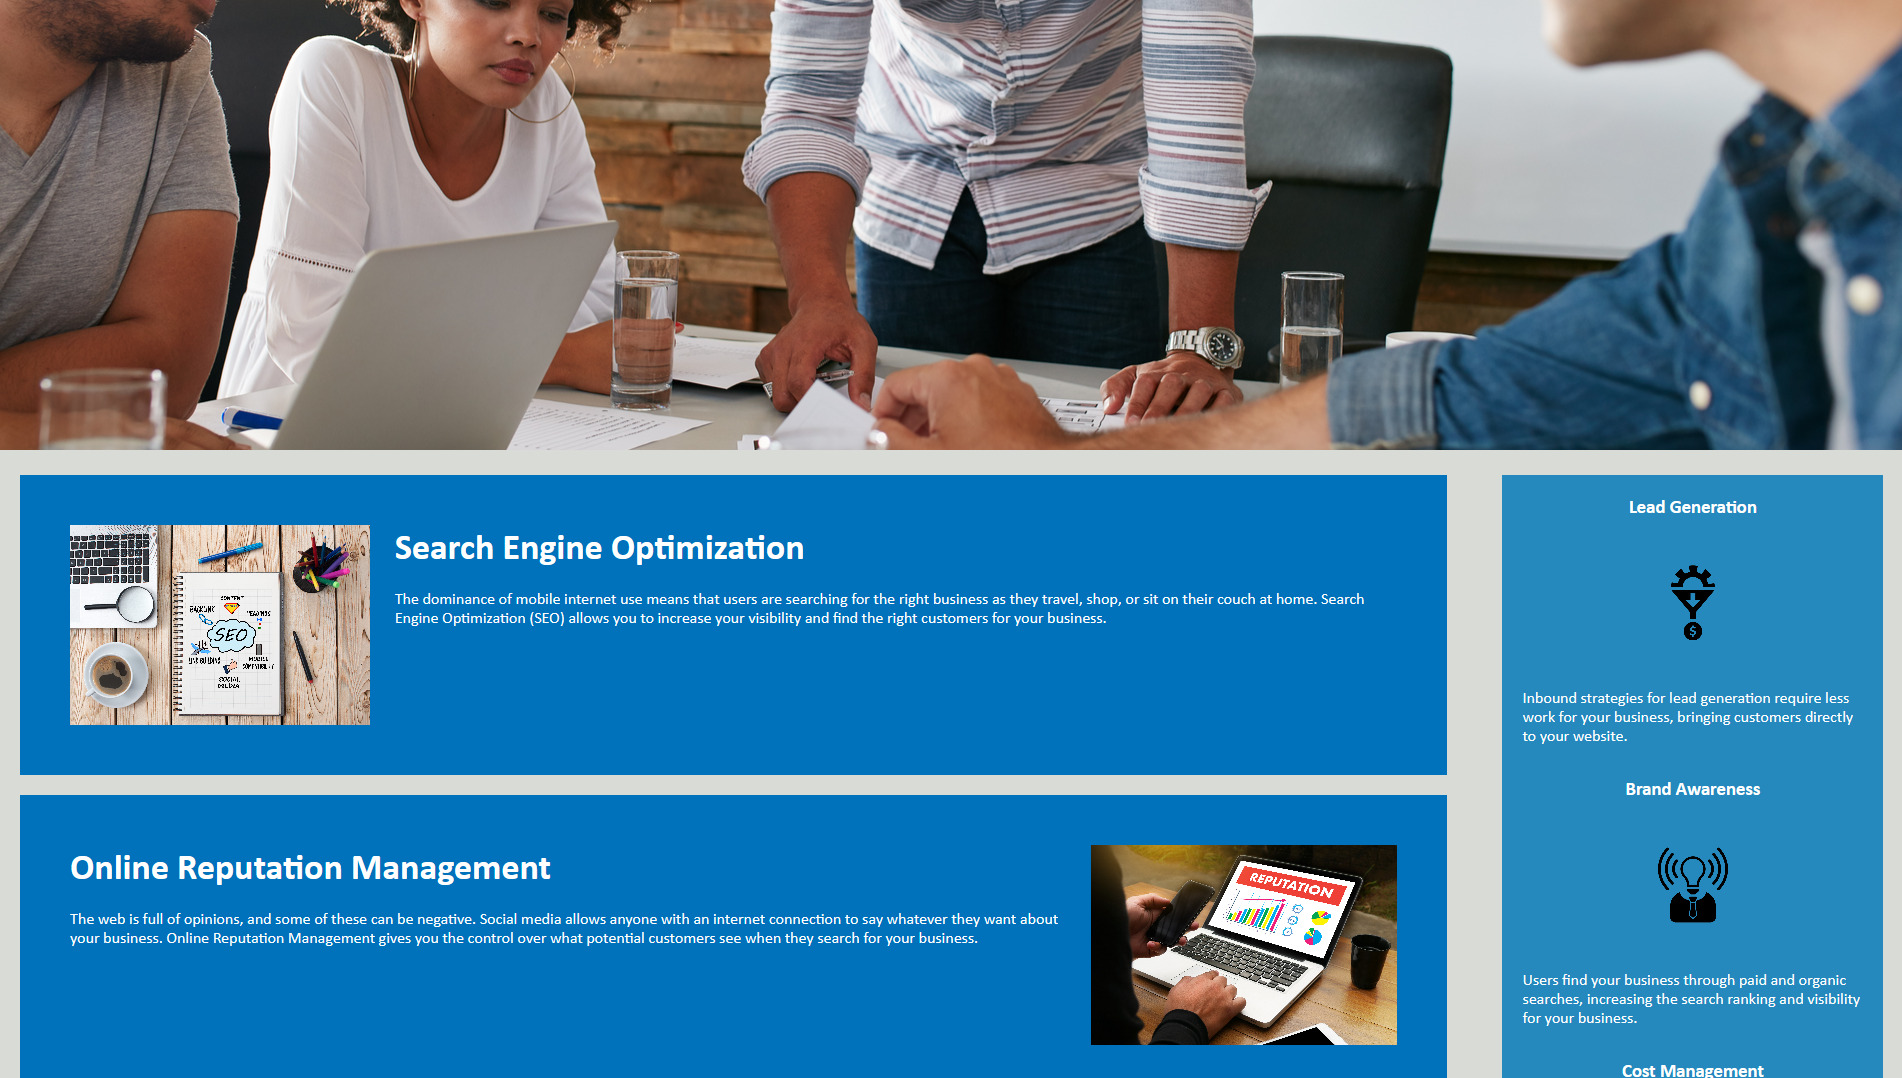 Search Engine Optimization
The dominance of mobile internet use means that users are searching for the right business as they travel, shop, or sit on their couch at home. Search
Engine Optimization (SEO) allows you to increase your visibility and find the right customers for your business.
CONTENT
BACKLINK
SEO
LINK BUILDING
SOCIAL
MEDIA
Online Reputation Management
The web is full of opinions, and some of these can be negative. Social media allows anyone with an internet connection to say whatever they want about
your business. Online Reputation Management gives you the control over what potential customers see when they search for your business.
REPUTATION
Lead Generation
$
Inbound strategies for lead generation require less
work for your business, bringing customers directly
to your website.
Brand Awareness
Users find your business through paid and organic
searches, increasing the search ranking and visibility
for your business.
Cost Management